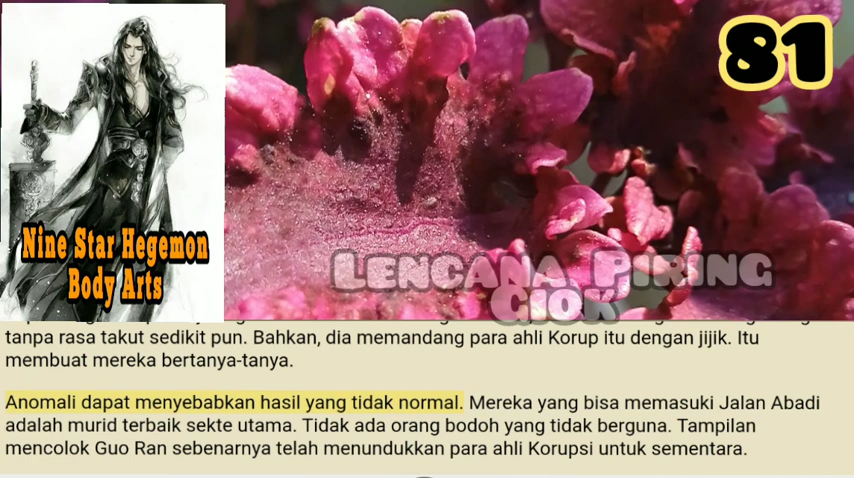 81
Nine Star Hegemon
Body Arts
Lencana Piring
Giok
tanpa rasa takut sedikit pun. Bahkan, dia memandang para ahli Korup itu dengan jijik. Itu
membuat mereka bertanya-tanya.
Anomali dapat menyebabkan hasil yang tidak normal. Mereka yang bisa memasuki Jalan Abadi
adalah murid terbaik sekte utama. Tidak ada orang bodoh yang tidak berguna. Tampilan
mencolok Guo Ran sebenarnya telah menundukkan para ahli Korupsi untuk sementara.